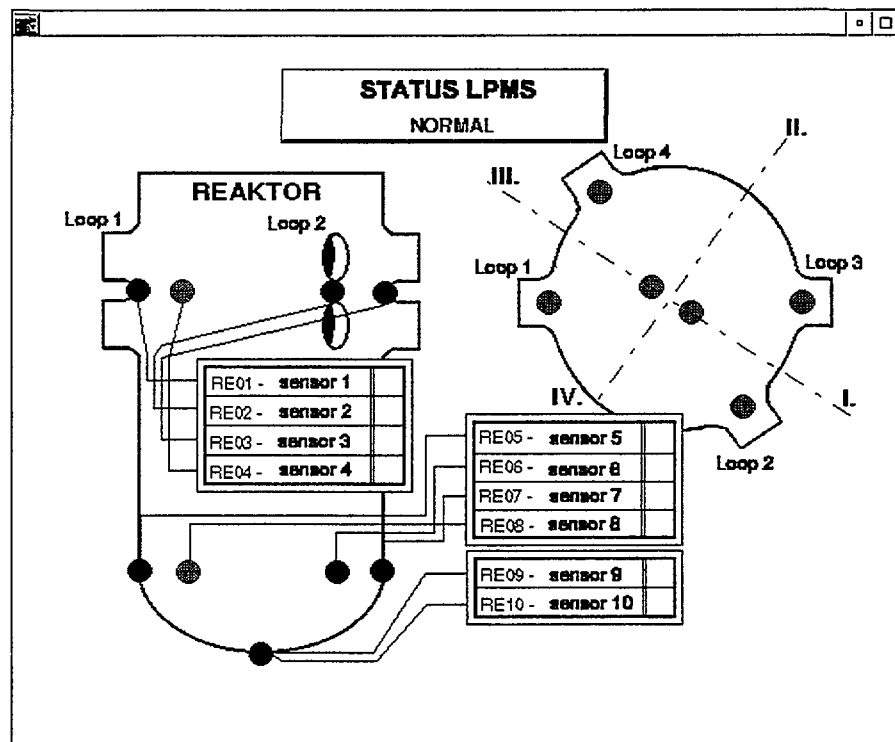 STATUS LPMS
NORMAL
REAKTOR
Loop 1
Loop 2
RE01 - sensor 1
RE02 - sensor 2
RE03 - sensor 3
RE04 - sensor 4
II.
Loop 4
III.
Loop 1
Loop 3
IV.
I.
Loop 2
RE05 - sensor 5
RE06 - sensor 6
RE07 - sensor 7
RE08 - sensor 8
RE09 - sensor 9
RE10 - sensor 10